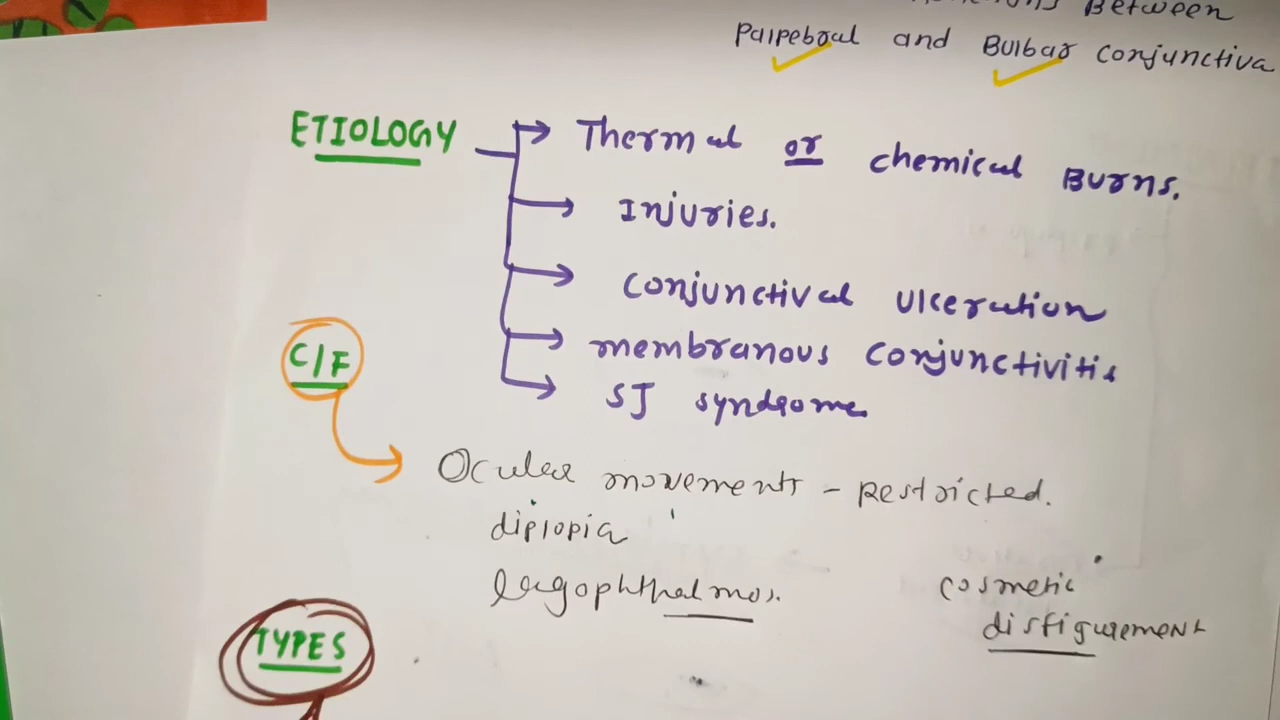 Between
Palpebral and Bulbar conjunctiva
ETIOLOGY
Thermal or chemical Burns.
Injuries.
conjunctival ulceration
membranous conjunctivitis
SJ syndrome
C/F
Ocular movements - Restricted.
diplopia
lagophthalmos.
cosmetic
disfigurement
TYPES